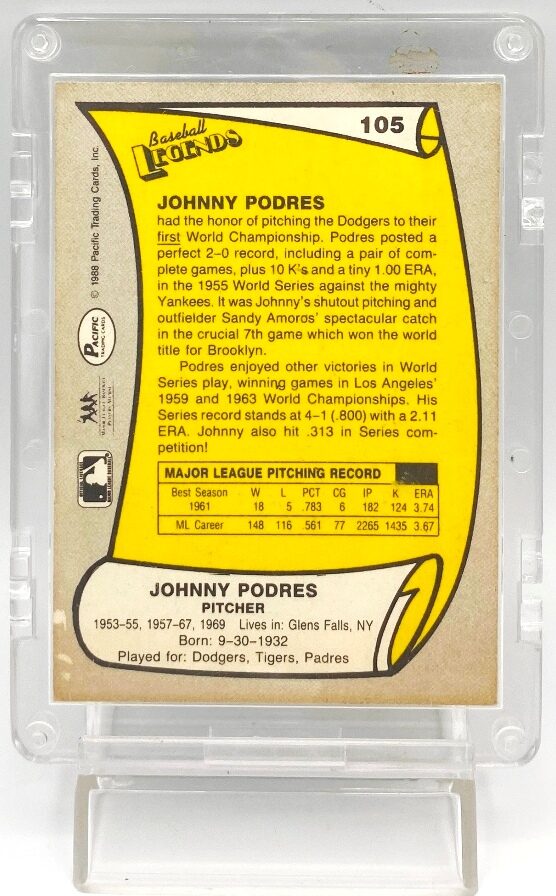 105
Baseball
LEGENDS
© 1988 Pacific Trading Cards, Inc.
PACIFIC
TRADING CARDS
JOHNNY PODRES
had the honor of pitching the Dodgers to their
first World Championship. Podres posted a
perfect 2-0 record, including a pair of com-
plete games, plus 10 K's and a tiny 1.00 ERA,
in the 1955 World Series against the mighty
Yankees. It was Johnny's shutout pitching and
outfielder Sandy Amoros' spectacular catch
in the crucial 7th game which won the world
title for Brooklyn.
Podres enjoyed other victories in World
Series play, winning games in Los Angeles'
1959 and 1963 World Championships. His
Series record stands at 4-1 (.800) with a 2.11
ERA. Johnny also hit .313 in Series com-
petition!
MAJOR LEAGUE PITCHING RECORD
Best Season W L PCT CG IP K ERA
1961 18 5 .783 6 182 124 3.74
ML Career 148 116 .561 77 2265 1435 3.67
JOHNNY PODRES
PITCHER
1953-55, 1957-67, 1969 Lives in: Glens Falls, NY
Born: 9-30-1932
Played for: Dodgers, Tigers, Padres